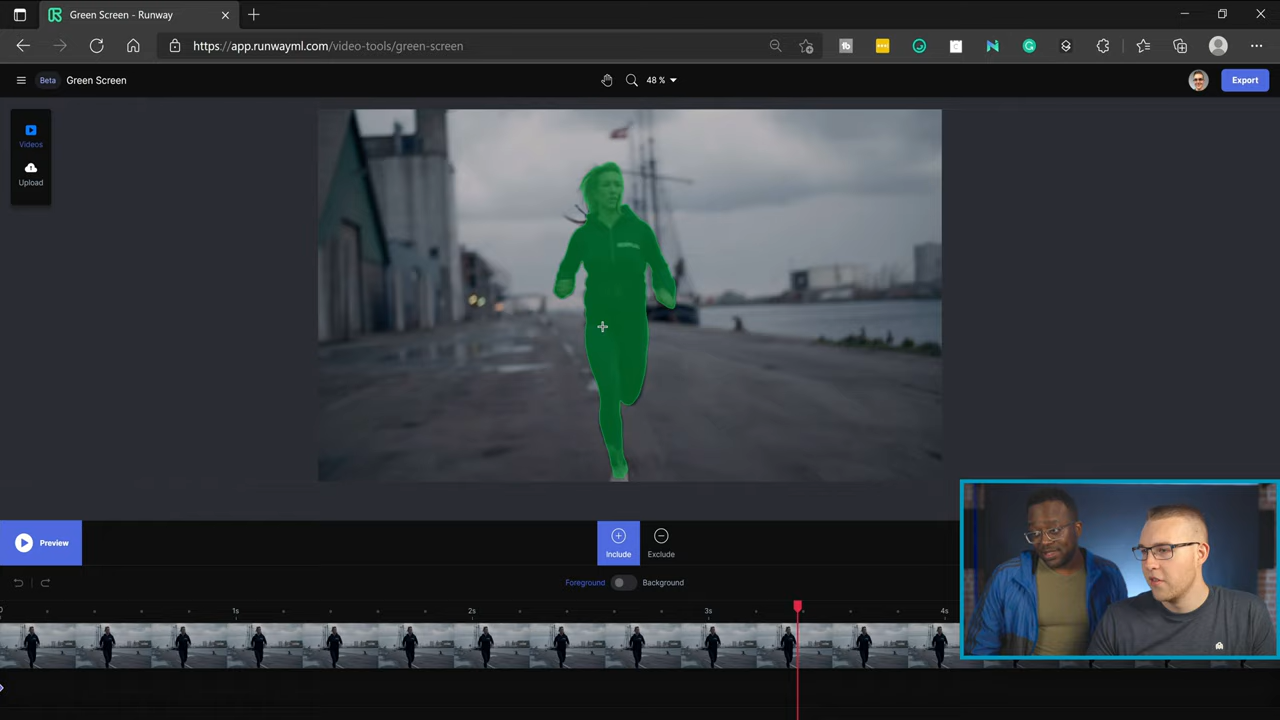 Green Screen - Runway
https://app.runwayml.com/video-tools/green-screen
Beta
Green Screen
48 %
Export
Videos
Upload
Preview
Include
Exclude
Foreground
Background
1s
2s
3s
4s